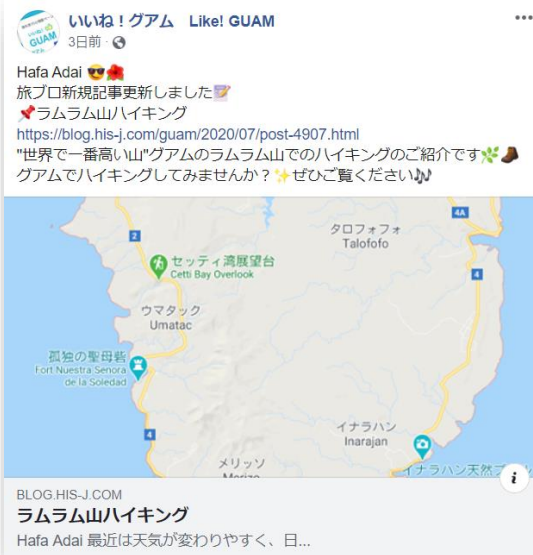 いいね！グアム　Like! GUAM
3日前
Hafa Adai 😎🌺
旅ブロ新規記事更新しました📝
📌ラムラム山ハイキング
https://blog.his-j.com/guam/2020/07/post-4907.html
"世界で一番高い山"グアムのラムラム山でのハイキングのご紹介です🌿🥾
グアムでハイキングしてみませんか？✨ぜひご覧ください🎶
4A
タロフォフォ
Talofofo
2
セッティ湾展望台
Cetti Bay Overlook
4
ウマタック
Umatac
孤独の聖母砦
Fort Nuestra Senora
de la Soledad
イナラハン
Inarajan
4
メリッソ
イナラハン天然プール
BLOG.HIS-J.COM
ラムラム山ハイキング
Hafa Adai 最近は天気が変わりやすく、日...